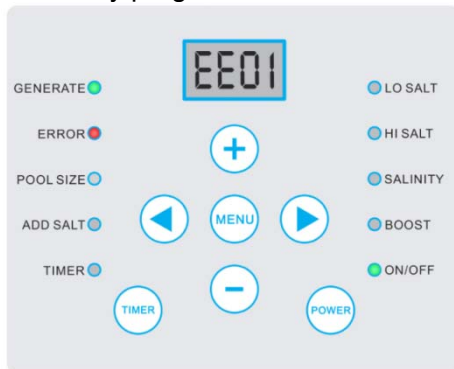 EE01
GENERATE
ERROR
POOL SIZE
ADD SALT
TIMER
LO SALT
HI SALT
SALINITY
BOOST
ON/OFF
+
MENU
−
TIMER
POWER